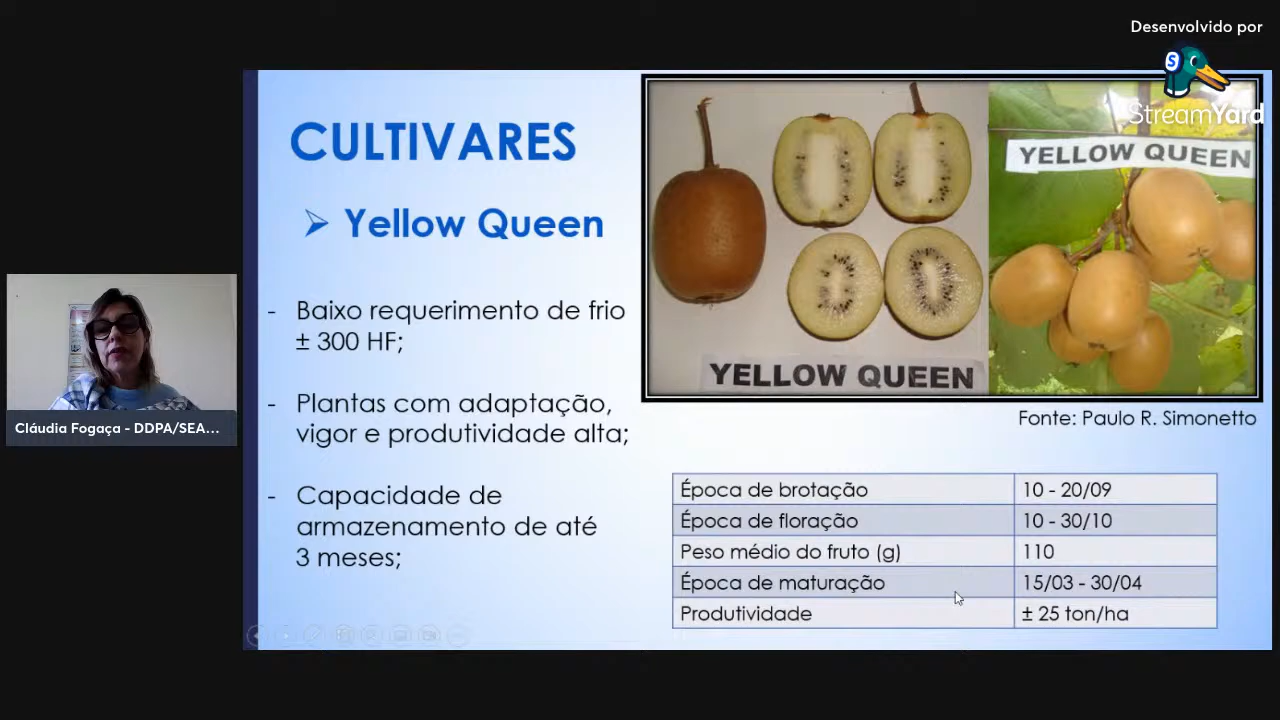 Desenvolvido por
StreamYard
CULTIVARES
➢ Yellow Queen
- Baixo requerimento de frio
± 300 HF;
- Plantas com adaptação,
vigor e produtividade alta;
- Capacidade de
armazenamento de até
3 meses;
YELLOW QUEEN
YELLOW QUEEN
Fonte: Paulo R. Simonetto
Época de brotação 10 - 20/09
Época de floração 10 - 30/10
Peso médio do fruto (g) 110
Época de maturação 15/03 - 30/04
Produtividade ± 25 ton/ha
Cláudia Fogaça - DDPA/SEA...